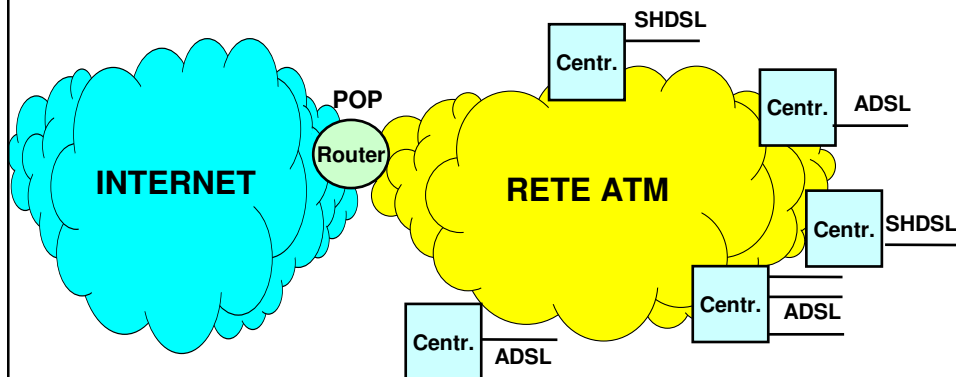 SHDSL
Centr.
POP
Centr.
ADSL
Router
INTERNET
RETE ATM
Centr.
SHDSL
Centr.
ADSL
Centr.
ADSL